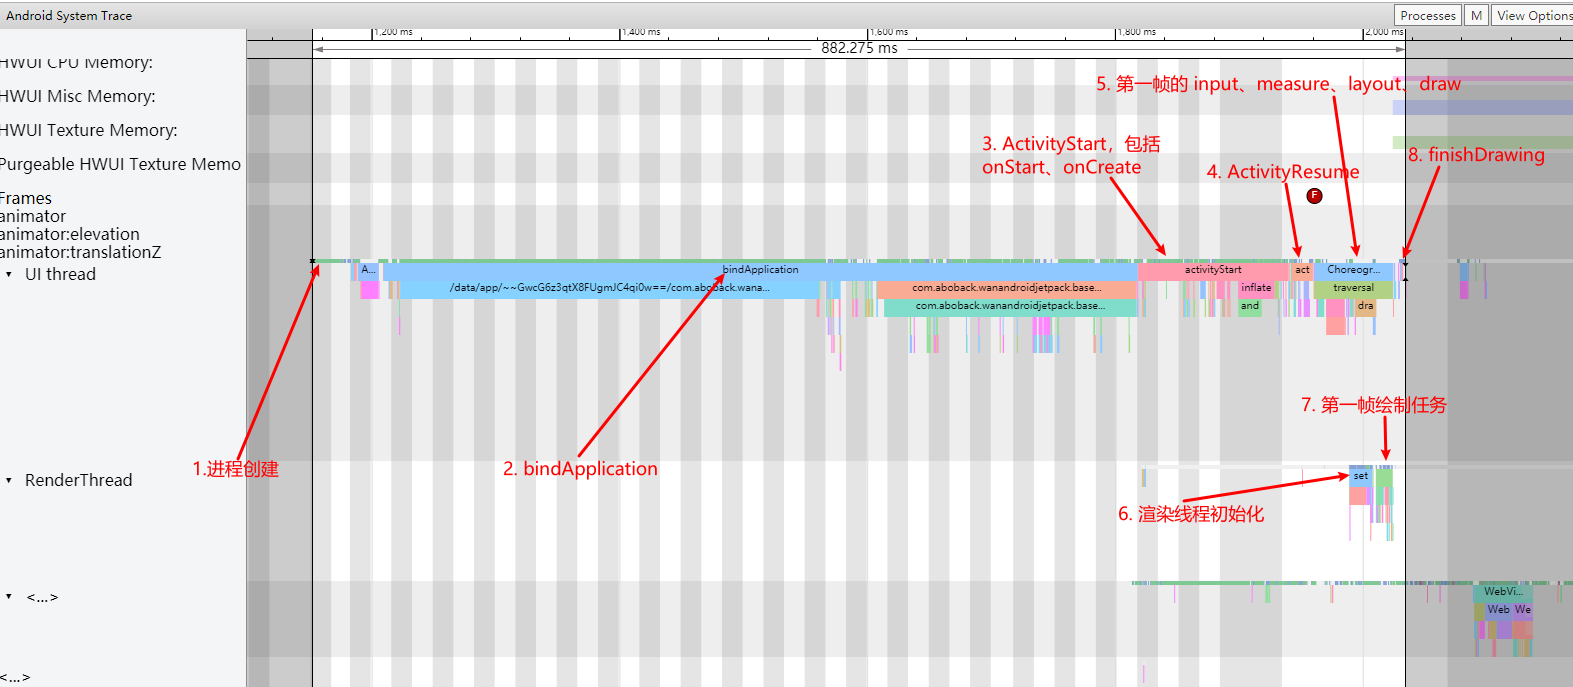 Android System Trace
Processes
M
View Options
1,200 ms
1,400 ms
1,600 ms
1,800 ms
2,000 ms
882.275 ms
HWUI CPU Memory:
HWUI Misc Memory:
HWUI Texture Memory:
Purgeable HWUI Texture Memo
Frames
animator
animator:elevation
animator:translationZ
UI thread
5. 第一帧的 input、measure、layout、draw
3. ActivityStart，包括
onStart、onCreate
4. ActivityResume
8. finishDrawing
F
A...
bindApplication
activityStart
act
Choreogr...
/data/app/~~GwcG6z3qtX8FUgmJC4qi0w==/com.aboback.wana...
com.aboback.wanandroidjetpack.base...
inflate
traversal
com.aboback.wanandroidjetpack.base...
and
dra
7. 第一帧绘制任务
1.进程创建
2. bindApplication
RenderThread
set
6. 渲染线程初始化
<...>
WebVi...
Web
We
<...>